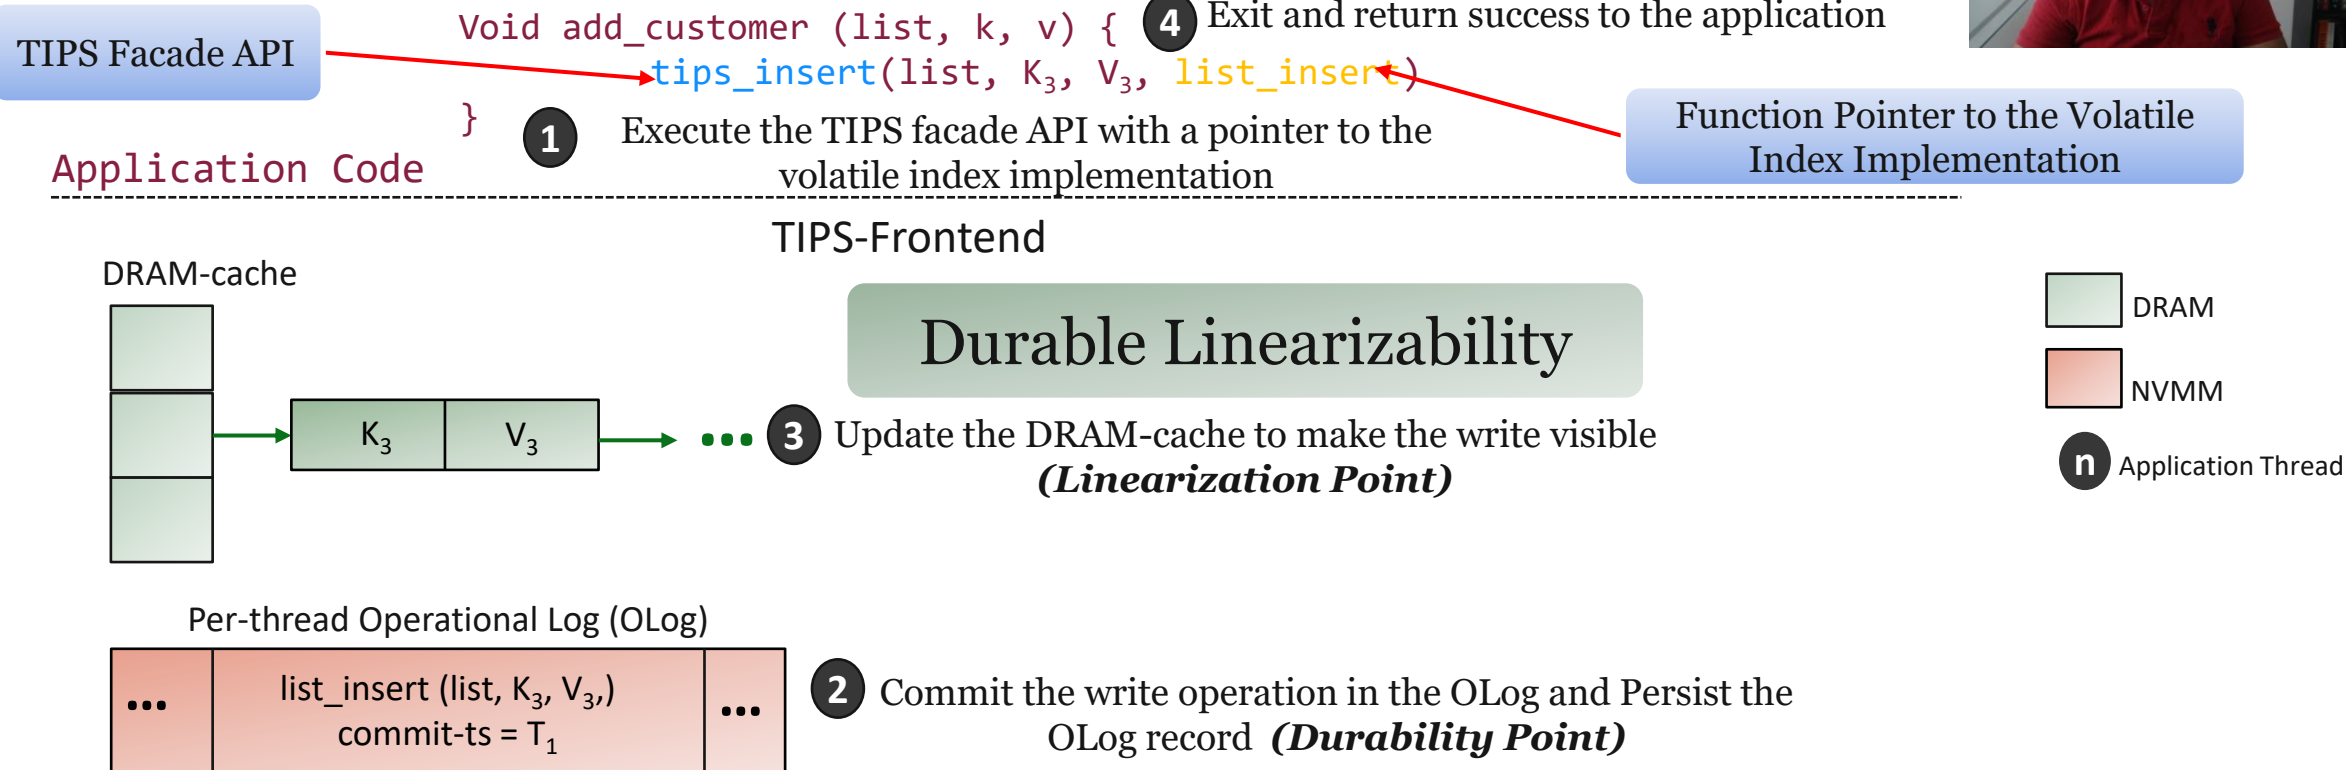 TIPS Facade API
Void add_customer (list, k, v) {
4 Exit and return success to the application
tips_insert(list, K3, V3, list_insert)
}
1 Execute the TIPS facade API with a pointer to the
volatile index implementation
Function Pointer to the Volatile
Index Implementation
Application Code
TIPS-Frontend
DRAM-cache
Durable Linearizability
DRAM
NVMM
n Application Thread
K3 V3
... 3 Update the DRAM-cache to make the write visible
(Linearization Point)
Per-thread Operational Log (OLog)
... list_insert (list, K3, V3,) ...
commit-ts = T1
2 Commit the write operation in the OLog and Persist the
OLog record (Durability Point)